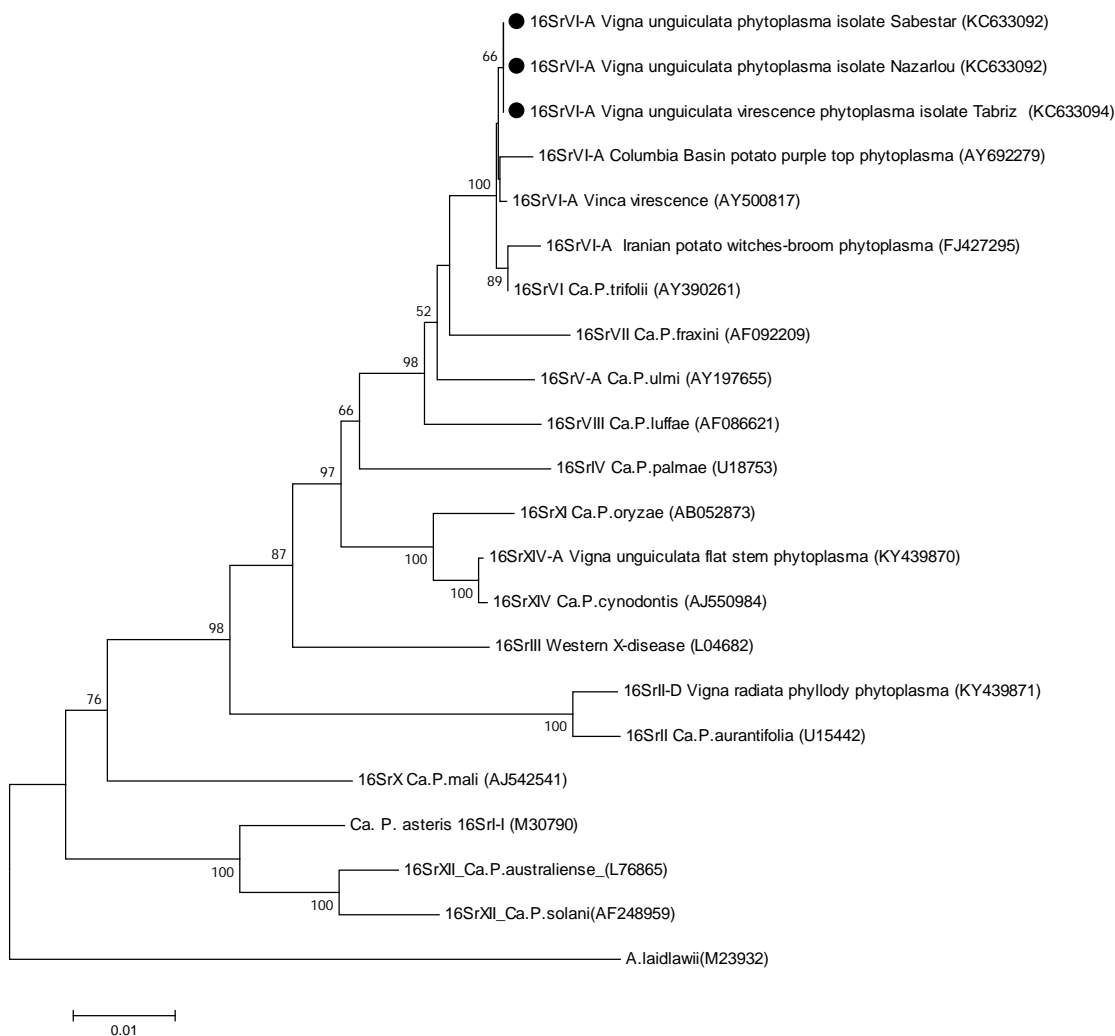 16SrVI-A Vigna unguiculata phytoplasma isolate Sabestar (KC633092)
66
16SrVI-A Vigna unguiculata phytoplasma isolate Nazarlou (KC633092)
16SrVI-A Vigna unguiculata virescence phytoplasma isolate Tabriz (KC633094)
16SrVI-A Columbia Basin potato purple top phytoplasma (AY692279)
100
16SrVI-A Vinca virescence (AY500817)
16SrVI-A Iranian potato witches-broom phytoplasma (FJ427295)
89
16SrVI Ca.P.trifolii (AY390261)
52
16SrVII Ca.P.fraxini (AF092209)
98
16SrV-A Ca.P.ulmi (AY197655)
66
16SrVIII Ca.P.luffae (AF086621)
97
16SrIV Ca.P.palmae (U18753)
16SrXI Ca.P.oryzae (AB052873)
87
100
16SrXIV-A Vigna unguiculata flat stem phytoplasma (KY439870)
100
16SrXIV Ca.P.cynodontis (AJ550984)
98
16SrIII Western X-disease (L04682)
76
16SrII-D Vigna radiata phyllody phytoplasma (KY439871)
100
16SrII Ca.P.aurantifolia (U15442)
16SrX Ca.P.mali (AJ542541)
Ca. P. asteris 16SrI-I (M30790)
100
16SrXII_Ca.P.australiense_(L76865)
100
16SrXII_Ca.P.solani(AF248959)
A.laidlawii(M23932)
0.01